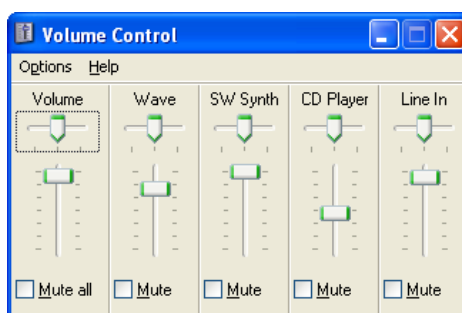 Volume Control
Options Help
Volume Wave SW Synth CD Player Line In
Mute all Mute Mute Mute Mute